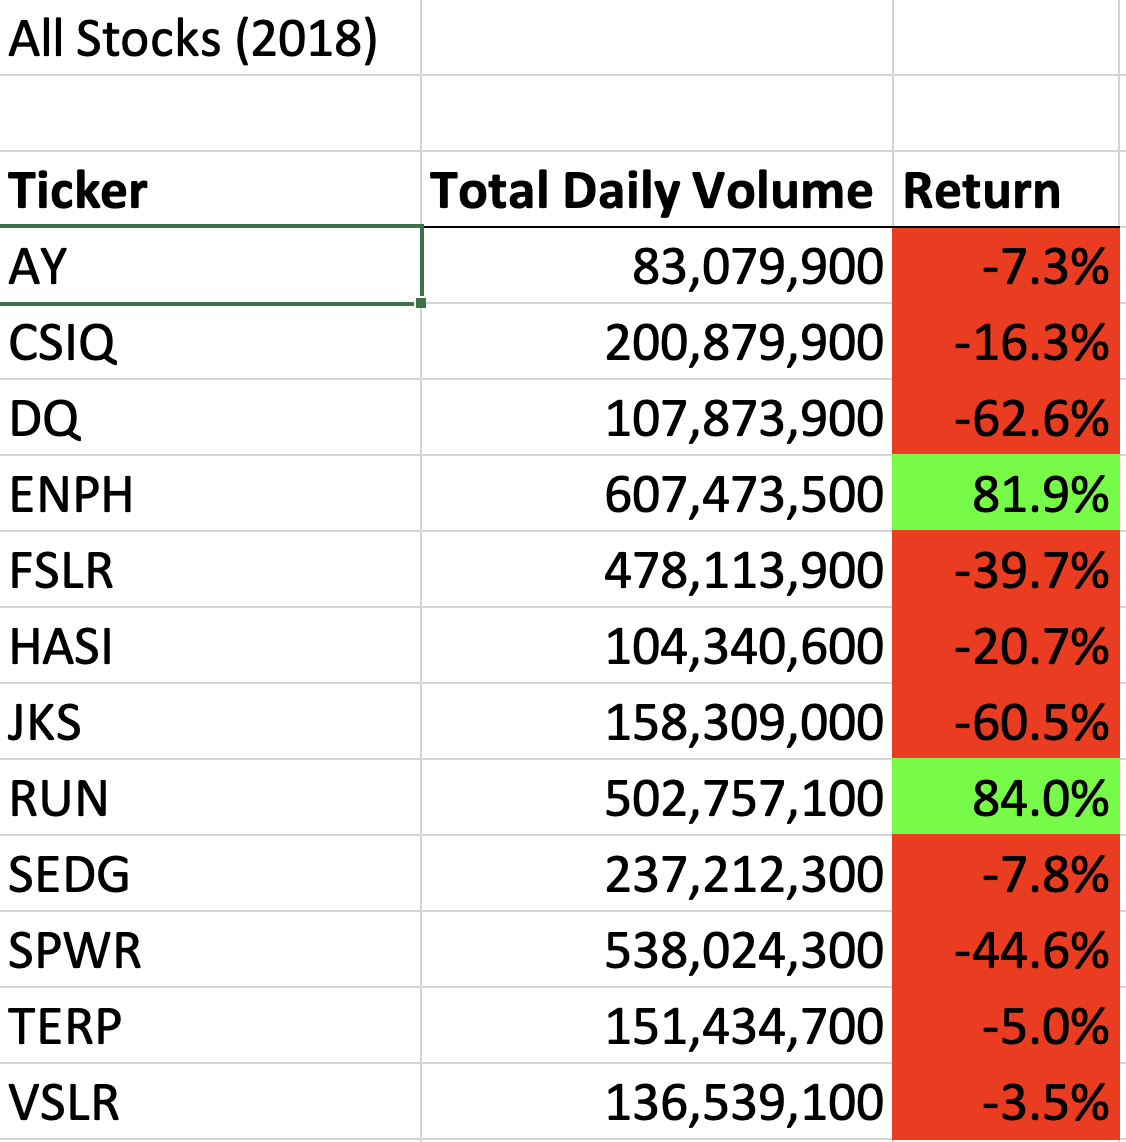 All Stocks (2018)
Ticker Total Daily Volume Return
AY 83,079,900 -7.3%
CSIQ 200,879,900 -16.3%
DQ 107,873,900 -62.6%
ENPH 607,473,500 81.9%
FSLR 478,113,900 -39.7%
HASI 104,340,600 -20.7%
JKS 158,309,000 -60.5%
RUN 502,757,100 84.0%
SEDG 237,212,300 -7.8%
SPWR 538,024,300 -44.6%
TERP 151,434,700 -5.0%
VSLR 136,539,100 -3.5%